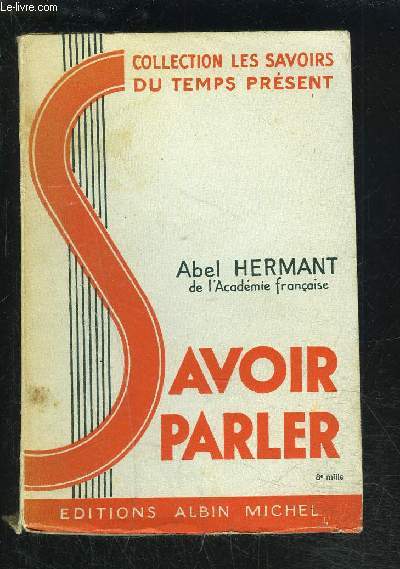 Le-livre.com
COLLECTION LES SAVOIRS
DU TEMPS PRÉSENT
Abel HERMANT
de l'Académie française
SAVOIR
PARLER
8e mille
EDITIONS ALBIN MICHEL